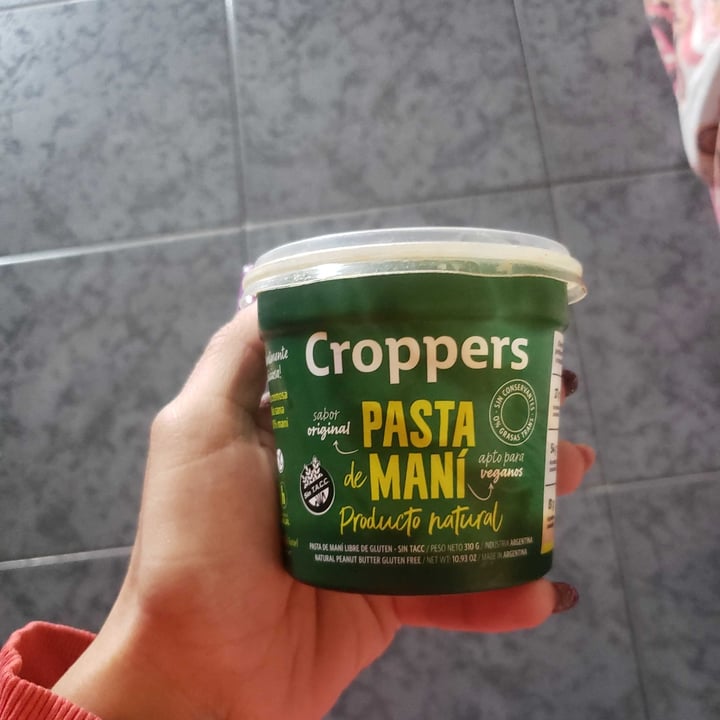 Croppers
sabor
original
PASTA
de MANÍ
Producto natural
apto para
veganos
SIN CONSERVANTES
0% GRASAS TRANS
Sin T.A.C.C.
PASTA DE MANÍ LIBRE DE GLUTEN - SIN TACC / PESO NETO 310 G / INDUSTRIA ARGENTINA
NATURAL PEANUT BUTTER GLUTEN FREE / NET WT 10.93 OZ / MADE IN ARGENTINA